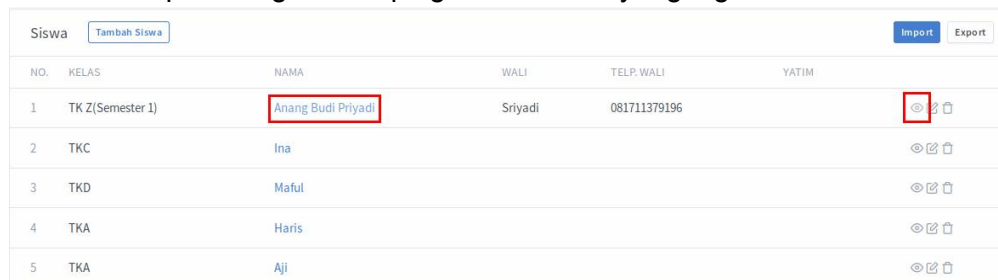 Siswa Tambah Siswa Import Export
NO. KELAS NAMA WALI TELP. WALI YATIM
1 TK Z(Semester 1) Anang Budi Priyadi Sriyadi 081711379196
2 TKC Ina
3 TKD Maful
4 TKA Haris
5 TKA Aji